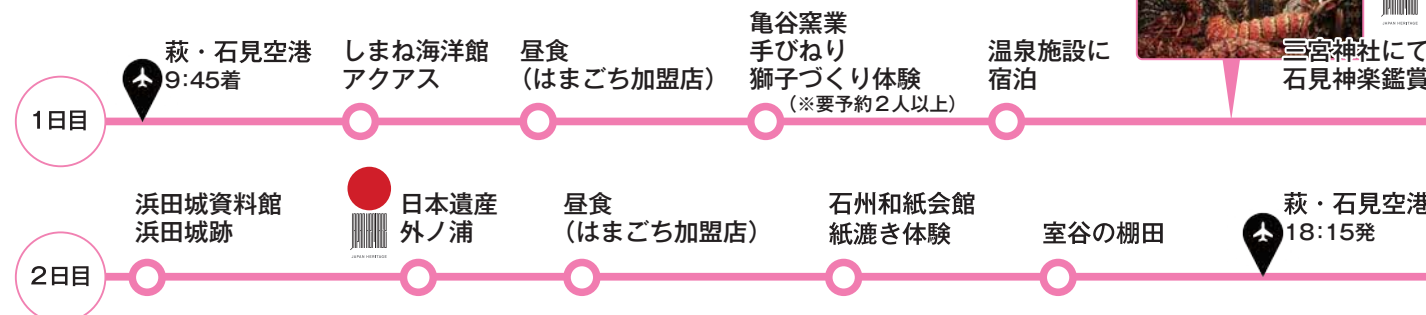 1日目
萩・石見空港
9:45着
しまね海洋館
アクアス
昼食
（はまごち加盟店）
亀谷窯業
手びねり
獅子づくり体験
（※要予約２人以上）
温泉施設に
宿泊
三宮神社にて
石見神楽鑑賞
JAPAN HERITAGE
2日目
浜田城資料館
浜田城跡
JAPAN HERITAGE
日本遺産
外ノ浦
昼食
（はまごち加盟店）
石州和紙会館
紙漉き体験
室谷の棚田
萩・石見空港
18:15発